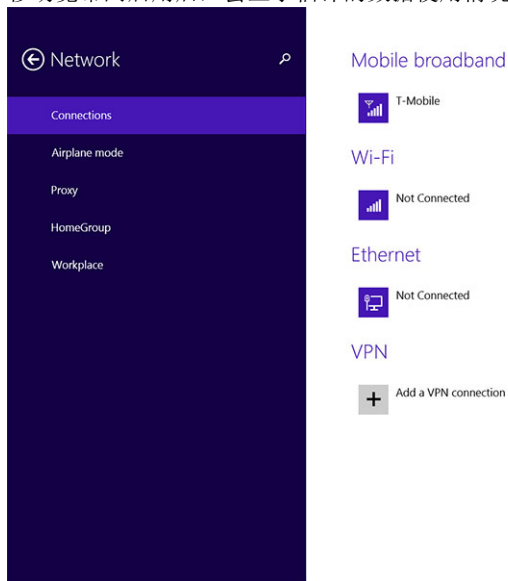 Network
Connections
Airplane mode
Proxy
HomeGroup
Workplace
Mobile broadband
T-Mobile
Wi-Fi
Not Connected
Ethernet
Not Connected
VPN
Add a VPN connection